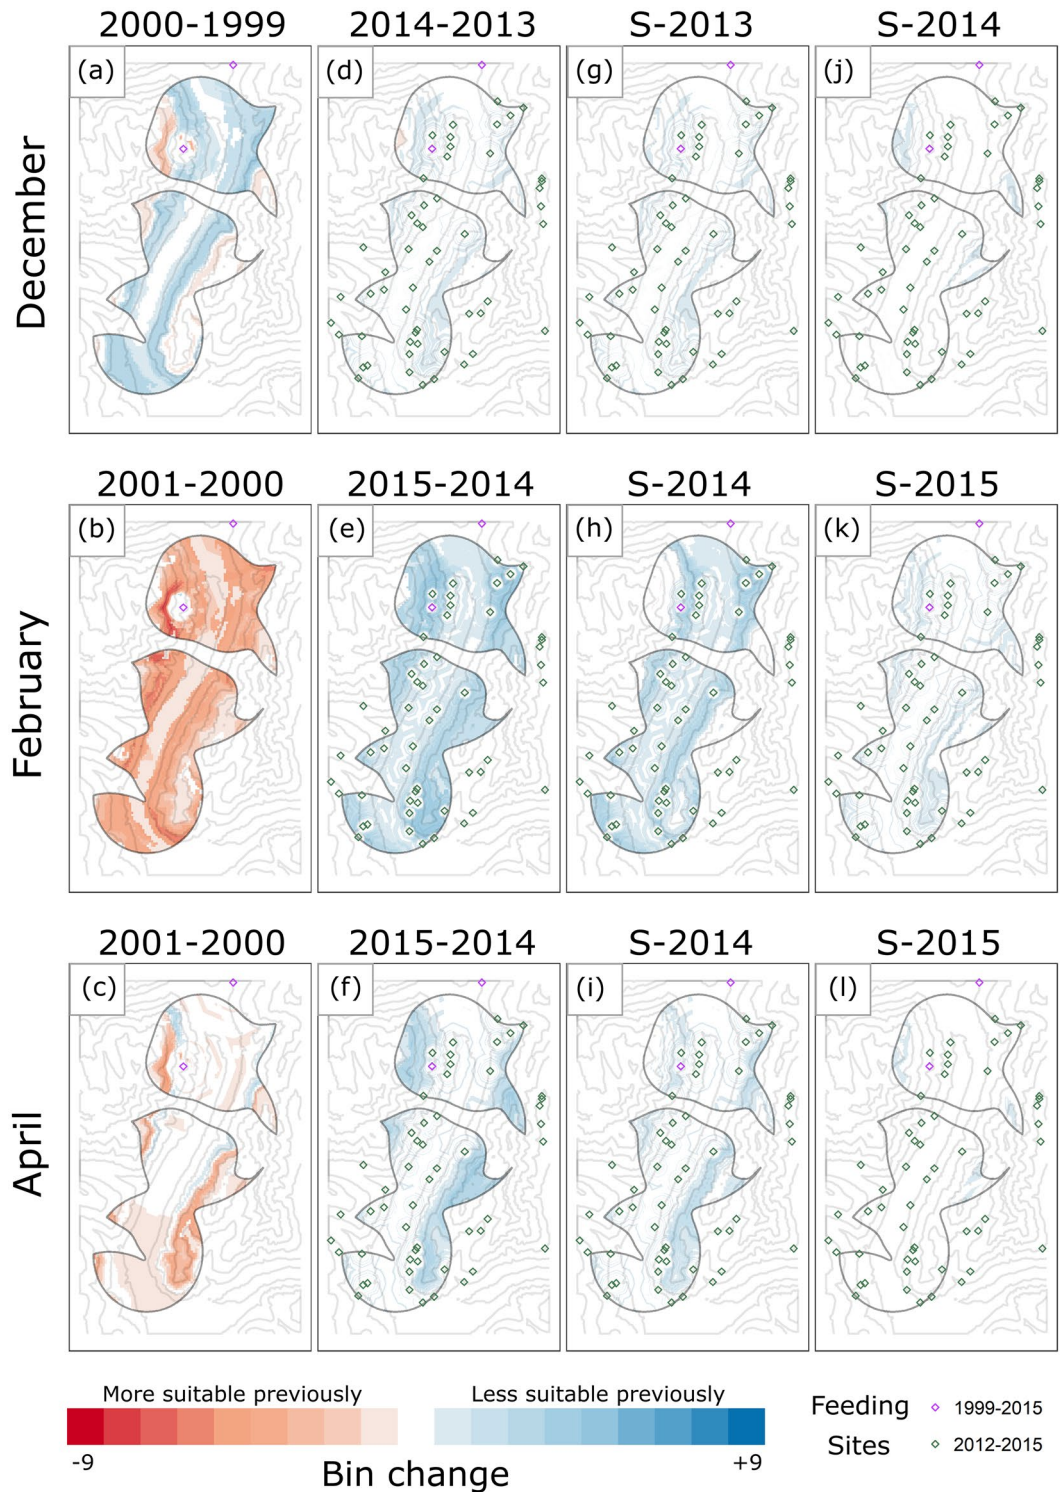 2000-1999 2014-2013 S-2013 S-2014
(a) (d) (g) (j)
December
2001-2000 2015-2014 S-2014 S-2015
(b) (e) (h) (k)
February
2001-2000 2015-2014 S-2014 S-2015
(c) (f) (i) (l)
April
More suitable previously Less suitable previously
-9 +9
Bin change
Feeding Sites
1999-2015
2012-2015